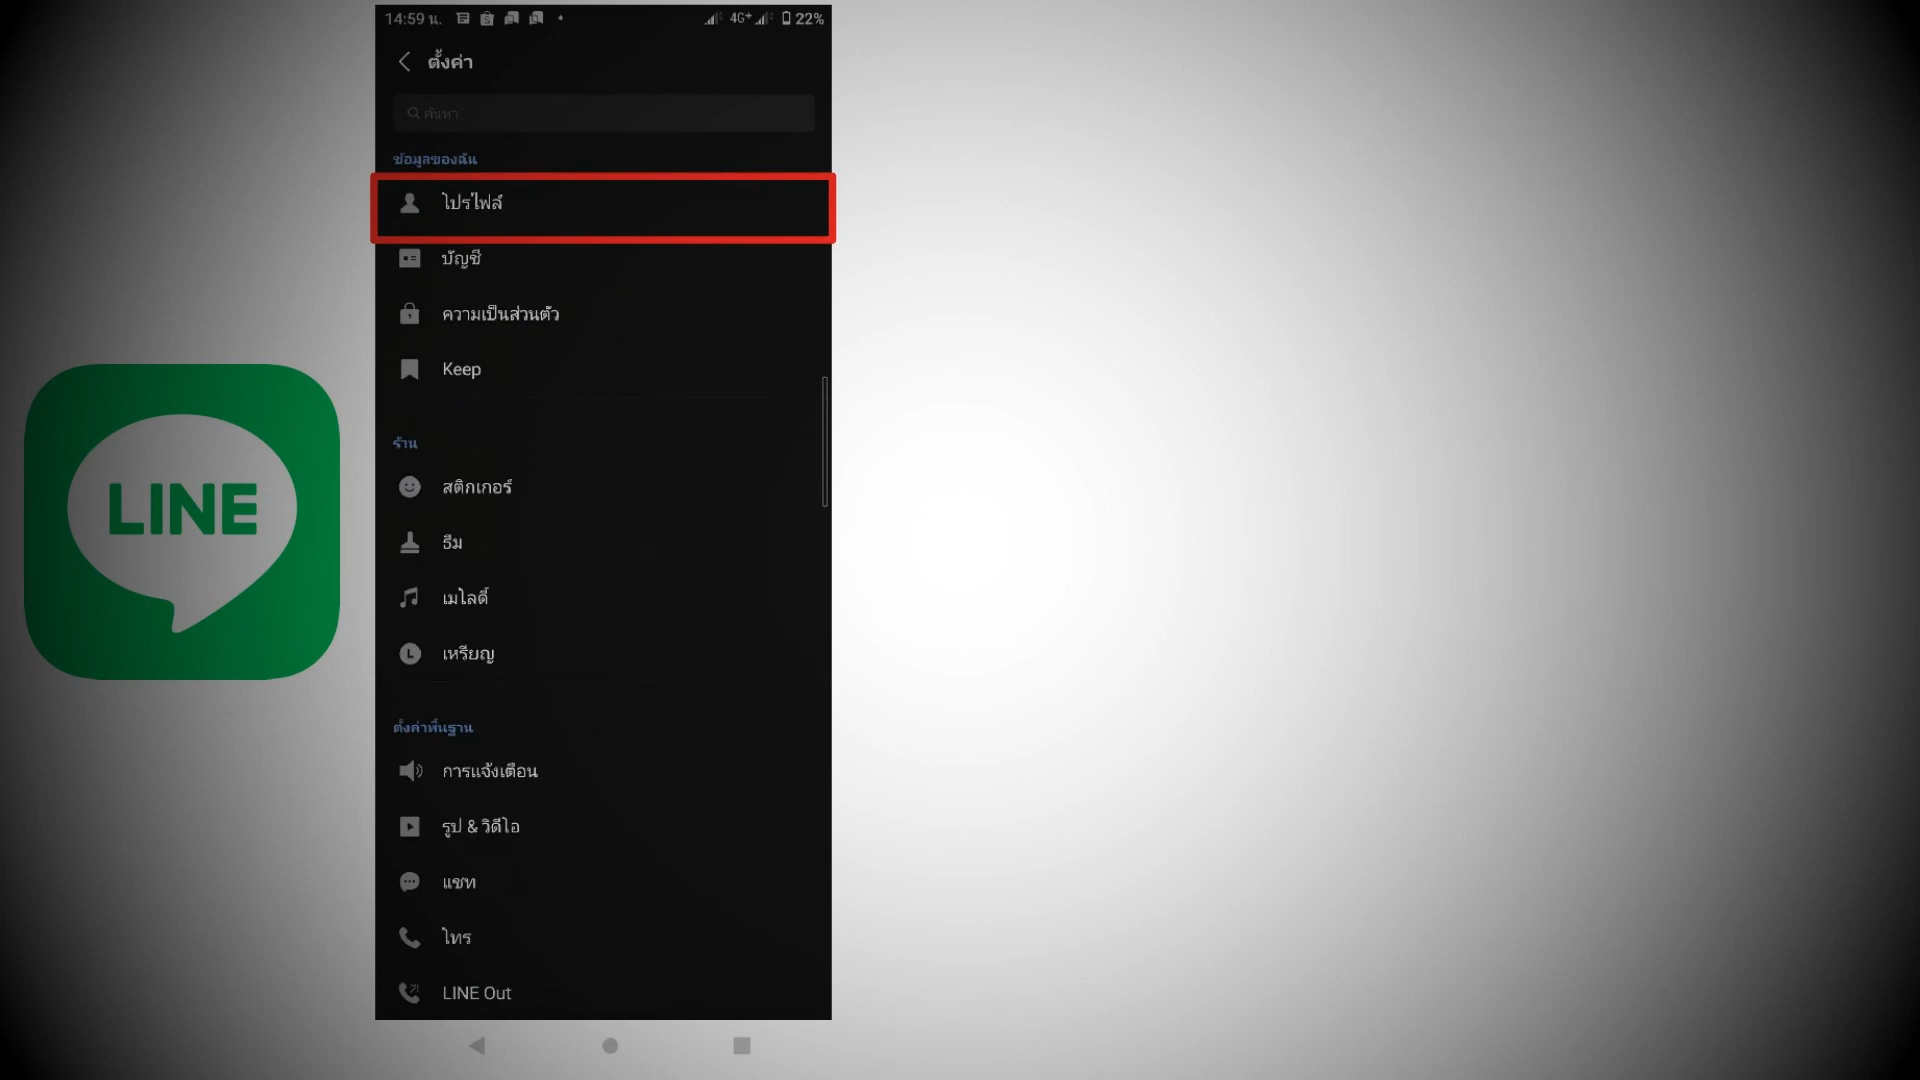 14:59 น. 4G+ 22%
ตั้งค่า
ค้นหา
ข้อมูลของฉัน
โปรไฟล์
บัญชี
ความเป็นส่วนตัว
Keep
ร้าน
สติกเกอร์
LINE
ธีม
เมโลดี้
เหรียญ
ตั้งค่าพื้นฐาน
การแจ้งเตือน
รูป & วิดีโอ
แชท
โทร
LINE Out